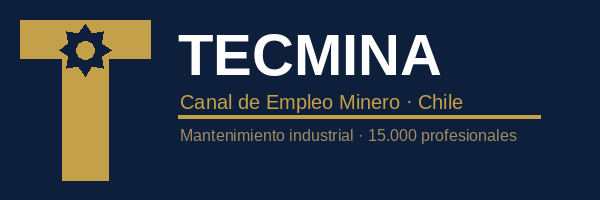 TECMINA
Canal de Empleo Minero · Chile
Mantenimiento industrial · 15.000 profesionales